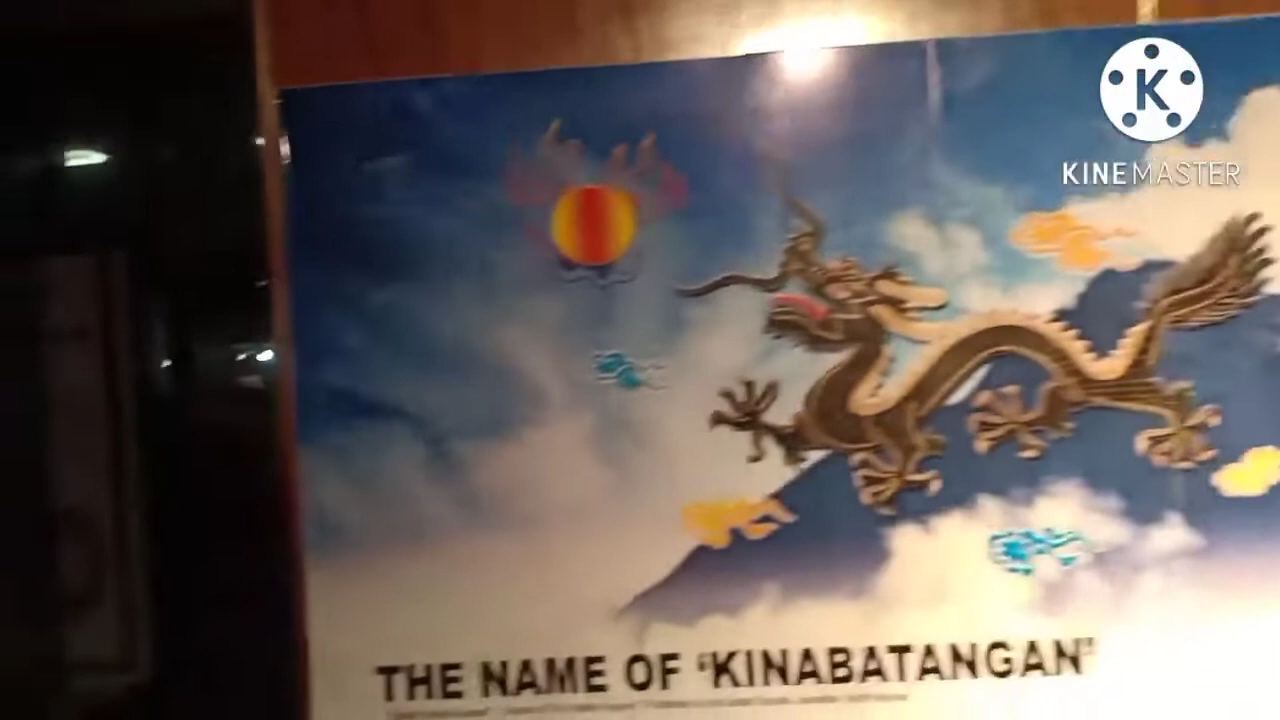 K
KINEMASTER
THE NAME OF ‘KINABATANGAN’